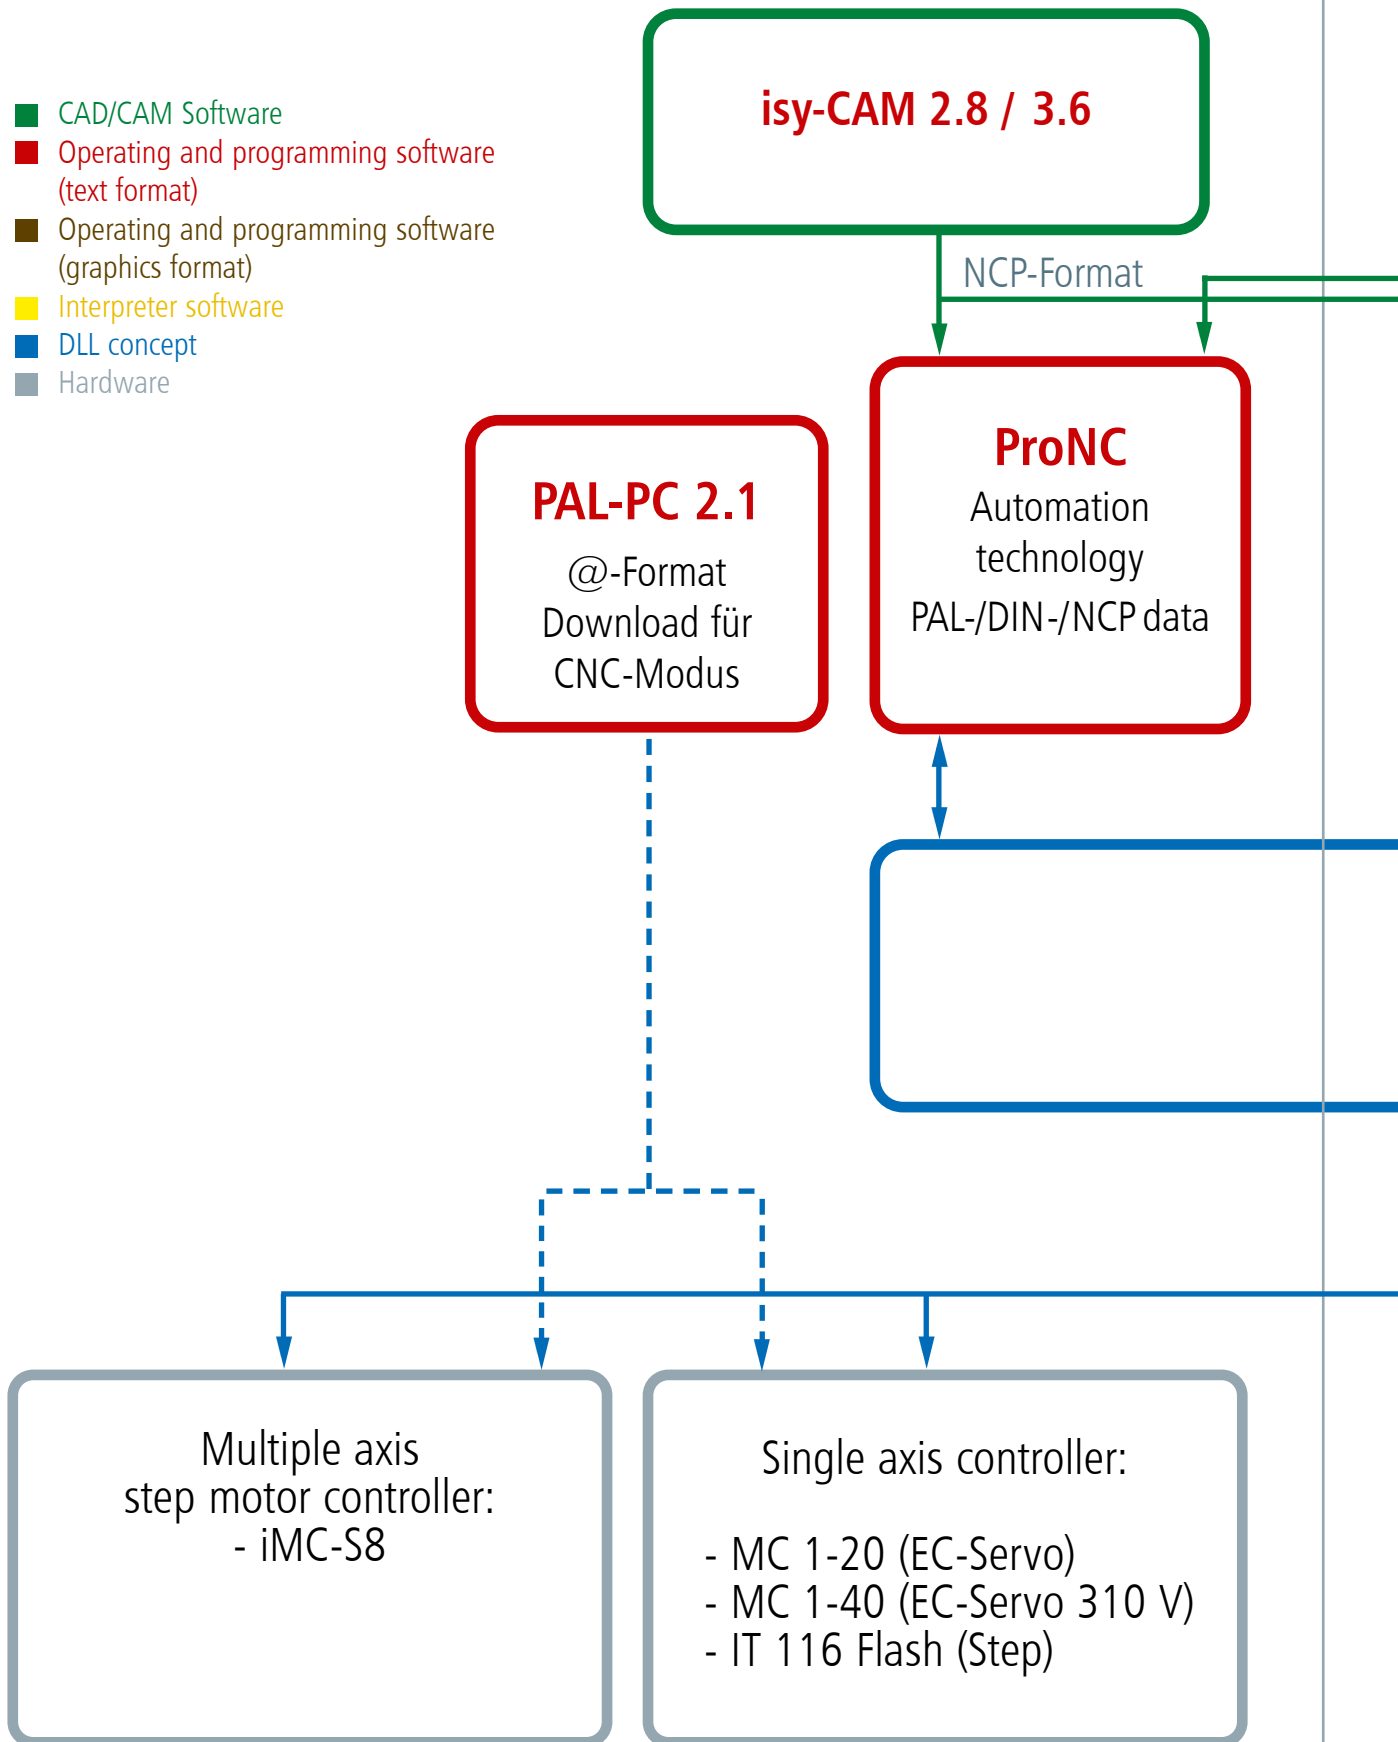 CAD/CAM Software
Operating and programming software
(text format)
Operating and programming software
(graphics format)
Interpreter software
DLL concept
Hardware
isy-CAM 2.8 / 3.6
NCP-Format
ProNC
Automation
technology
PAL-/DIN-/NCP data
PAL-PC 2.1
@-Format
Download für
CNC-Modus
Multiple axis
step motor controller:
- iMC-S8
Single axis controller:
- MC 1-20 (EC-Servo)
- MC 1-40 (EC-Servo 310 V)
- IT 116 Flash (Step)